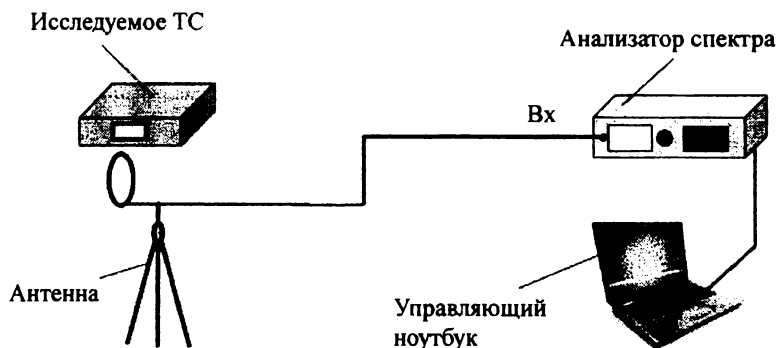 Исследуемое ТС
Анализатор спектра
Вх
Антенна
Управляющий
ноутбук